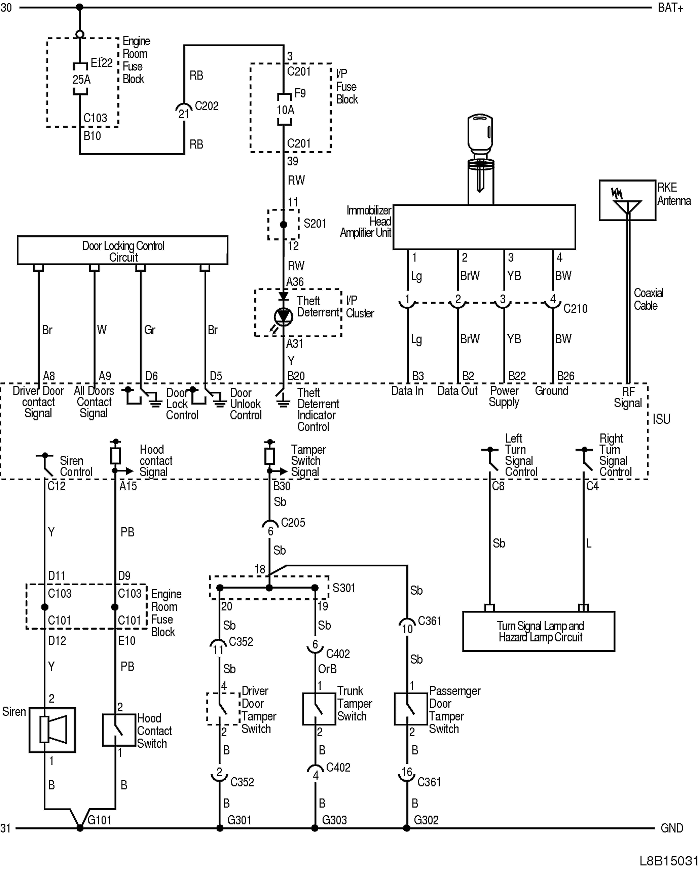 30
BAT+
Engine
Room
Fuse
Block
E122
25A
C103
B10
RB
C202
21
RB
3
C201
F9
10A
I/P
Fuse
Block
C201
39
RW
11
S201
12
RW
A36
Theft
Deterrent
I/P
Cluster
A31
Y
B20
Immobilizer
Head
Amplifier Unit
RKE
Antenna
Coaxial
Cable
1
2
3
4
Lg
BrW
YB
BW
1
2
3
4
C210
Lg
BrW
YB
BW
B3
B2
B22
B26
Door Locking Control
Circuit
Br
W
Gr
Br
A8
A9
D6
D5
Driver Door
contact
Signal
All Doors
Contact
Signal
Door
Lock
Control
Door
Unlook
Control
Theft
Deterrent
Indicator
Control
Data In
Data Out
Power
Supply
Ground
RF
Signal
ISU
Siren
Control
Hood
contact
Signal
Tamper
Switch
Signal
Left
Turn
Signal
Control
Right
Turn
Signal
Control
C12
A15
B30
C8
C4
Sb
C205
6
Sb
Y
PB
Sb
L
D11
D9
C103
C103
C101
C101
Engine
Room
Fuse
Block
D12
E10
Y
PB
18
S301
20
19
Sb
Sb
Sb
11
C352
6
C402
10
C361
Sb
OrB
Sb
4
1
1
Driver
Door
Tamper
Switch
Trunk
Tamper
Switch
Passenger
Door
Tamper
Switch
2
2
2
B
B
B
2
C352
4
C402
16
C361
B
B
B
Turn Signal Lamp and
Hazard Lamp Circuit
Siren
2
2
Hood
Contact
Switch
1
1
B
B
31
G101
G301
G303
G302
GND
L8B15031